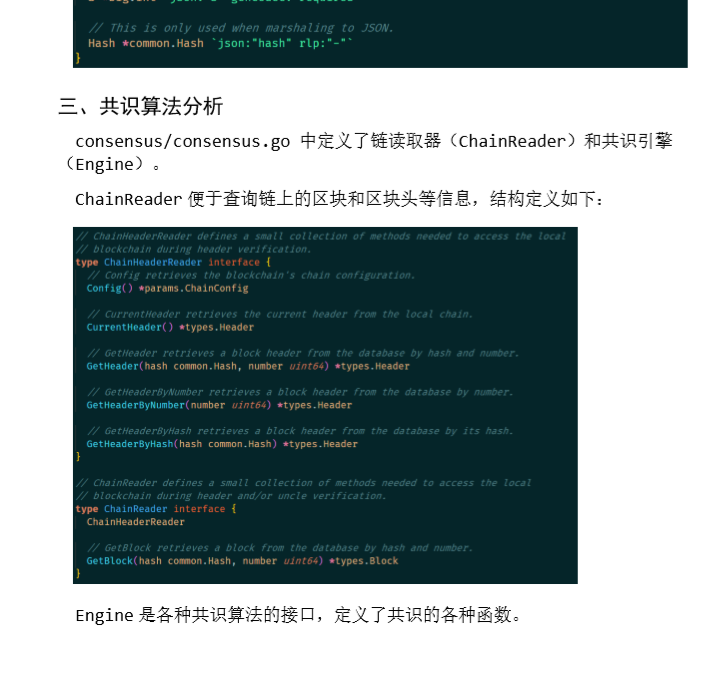 // This is only used when marshaling to JSON.
Hash *common.Hash `json:"hash" rlp:"-"`
}
三、共识算法分析
consensus/consensus.go 中定义了链读取器（ChainReader）和共识引擎
（Engine）。
ChainReader 便于查询链上的区块和区块头等信息，结构定义如下：
// ChainHeaderReader defines a small collection of methods needed to access the local
// blockchain during header verification.
type ChainHeaderReader interface {
// Config retrieves the blockchain's chain configuration.
Config() *params.ChainConfig
// CurrentHeader retrieves the current header from the local chain.
CurrentHeader() *types.Header
// GetHeader retrieves a block header from the database by hash and number.
GetHeader(hash common.Hash, number uint64) *types.Header
// GetHeaderByNumber retrieves a block header from the database by number.
GetHeaderByNumber(number uint64) *types.Header
// GetHeaderByHash retrieves a block header from the database by its hash.
GetHeaderByHash(hash common.Hash) *types.Header
}
// ChainReader defines a small collection of methods needed to access the local
// blockchain during header and/or uncle verification.
type ChainReader interface {
ChainHeaderReader
// GetBlock retrieves a block from the database by hash and number.
GetBlock(hash common.Hash, number uint64) *types.Block
}
Engine 是各种共识算法的接口，定义了共识的各种函数。